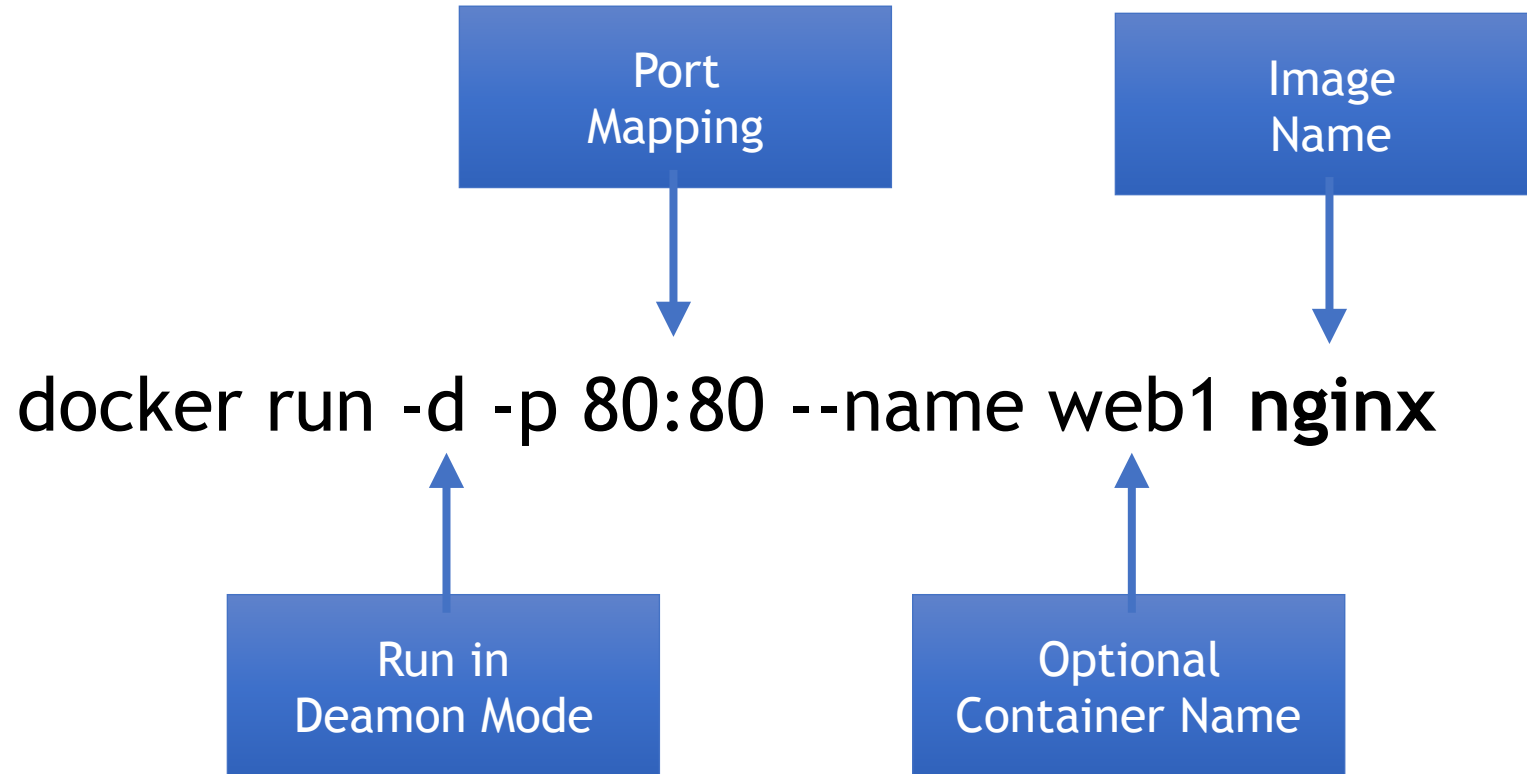 Port
Mapping
Image
Name
docker run -d -p 80:80 --name web1 nginx
Run in
Deamon Mode
Optional
Container Name